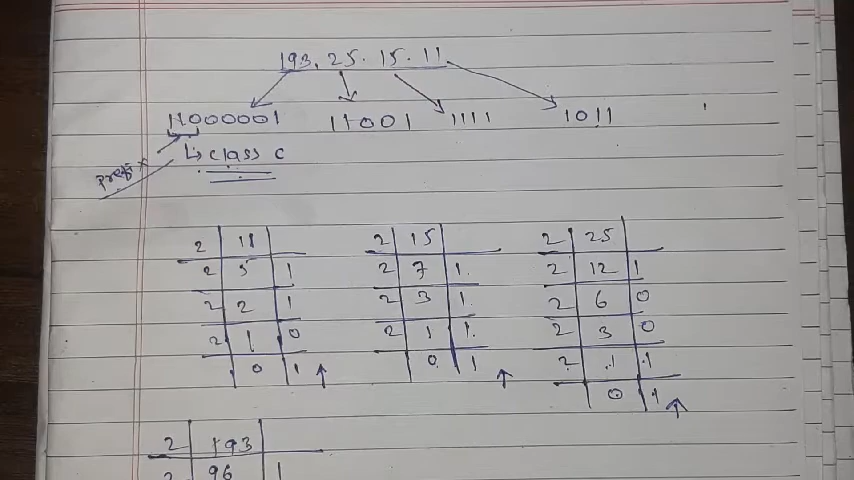 193.25.15.11
11000001 11001 1111 1011
prefix ↳ class c
2 11 2 15 2 25
2 5 1 2 7 1 2 12 1
2 2 1 2 3 1 2 6 0
2 1 0 2 1 1 2 3 0
0 1 ↑ 0 1 ↑ 2 1 1
0 1 ↑
2 193
2 96 1